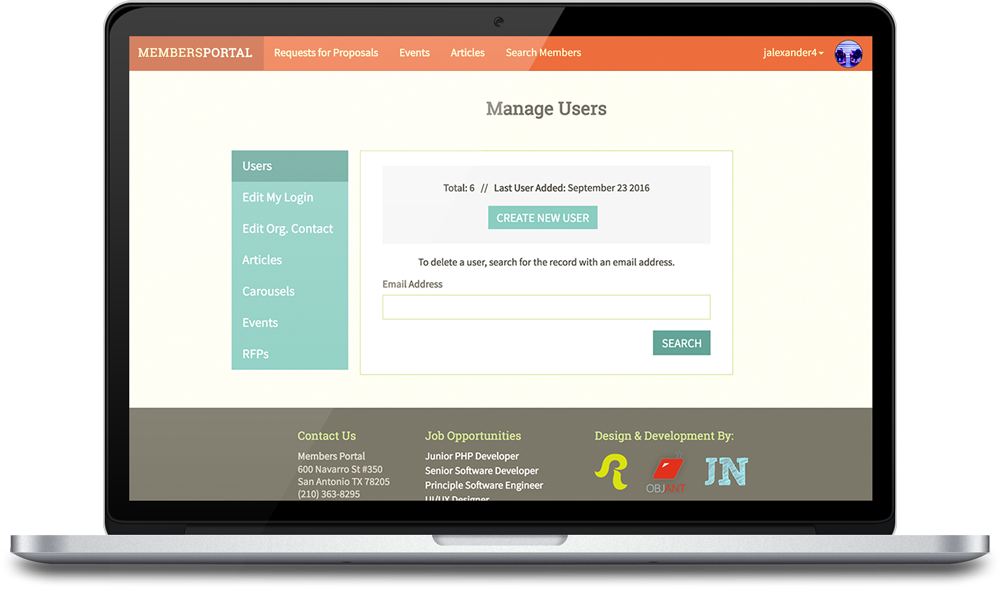 MEMBERSPORTAL
Requests for Proposals
Events
Articles
Search Members
jalexander4
Manage Users
Users
Edit My Login
Edit Org. Contact
Articles
Carousels
Events
RFPs
Total: 6 // Last User Added: September 23 2016
CREATE NEW USER
To delete a user, search for the record with an email address.
Email Address
SEARCH
Contact Us
Members Portal
600 Navarro St #350
San Antonio TX 78205
(210) 363-8295
Job Opportunities
Junior PHP Developer
Senior Software Developer
Principle Software Engineer
UI/UX Designer
Design & Development By:
R
OBJANT
JN